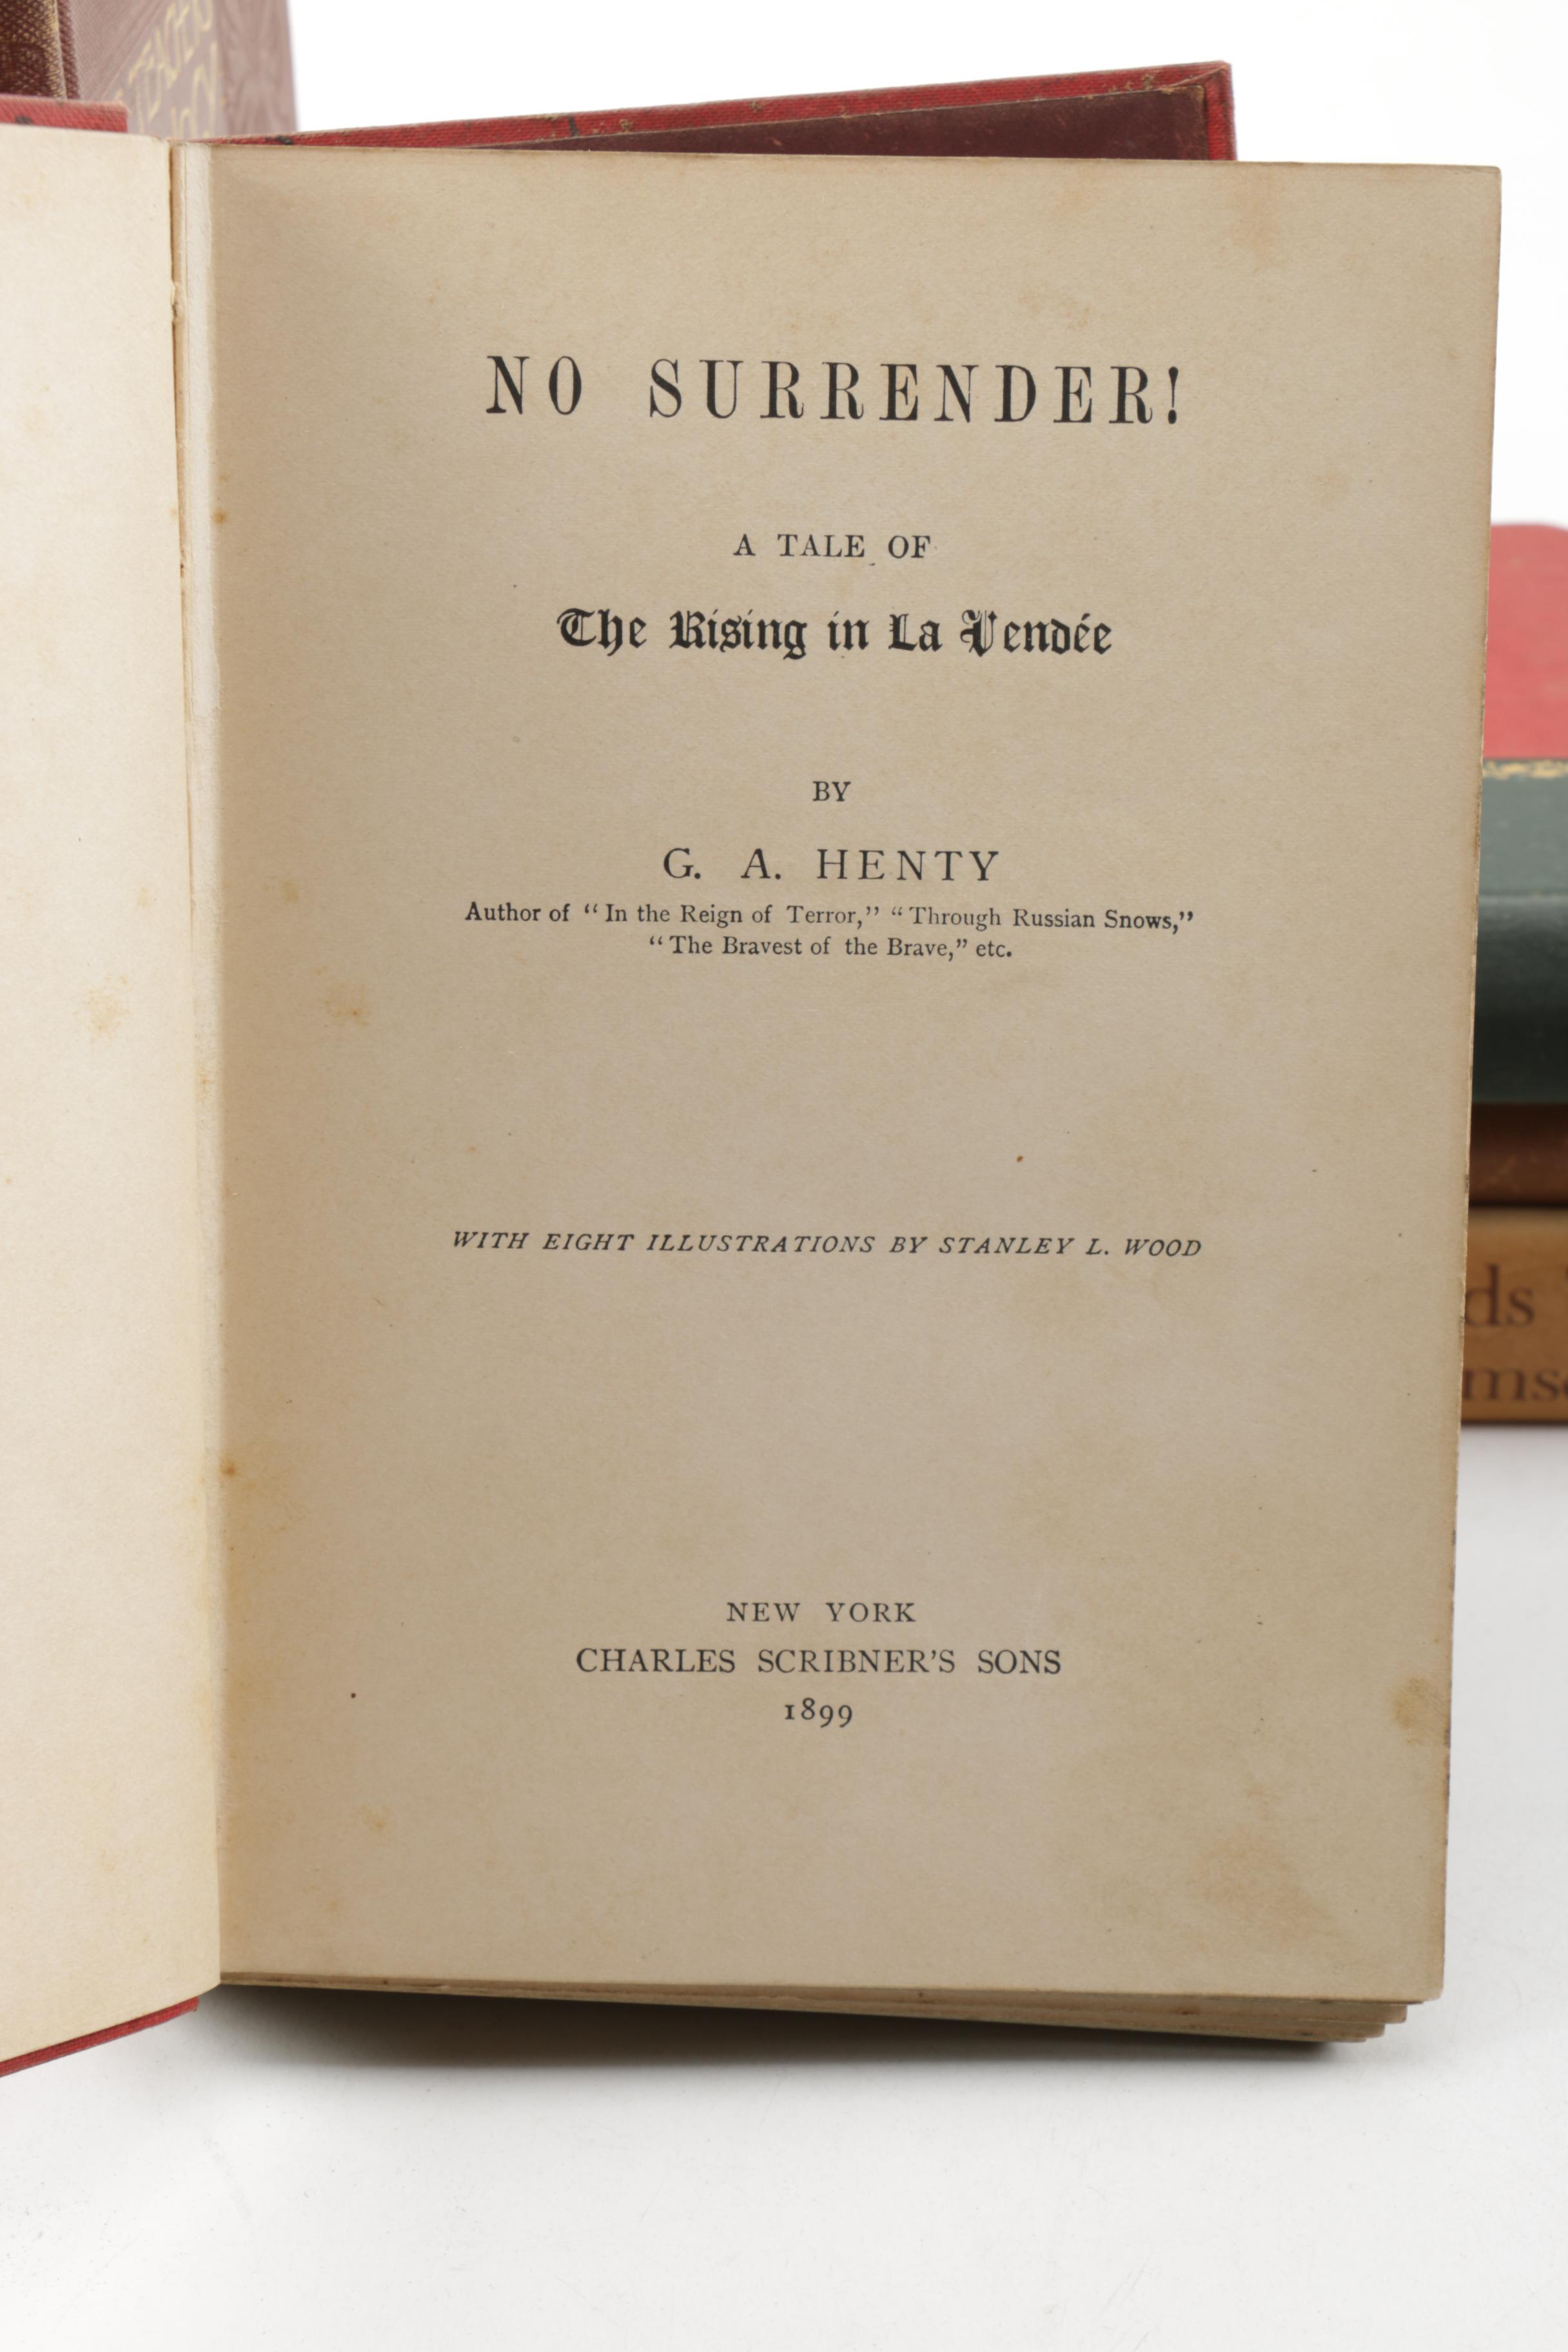 NO SURRENDER!
A TALE OF
The Rising in La Vendée
BY
G. A. HENTY
Author of "In the Reign of Terror," "Through Russian Snows,"
"The Bravest of the Brave," etc.
WITH EIGHT ILLUSTRATIONS BY STANLEY L. WOOD
NEW YORK
CHARLES SCRIBNER'S SONS
1899
ds